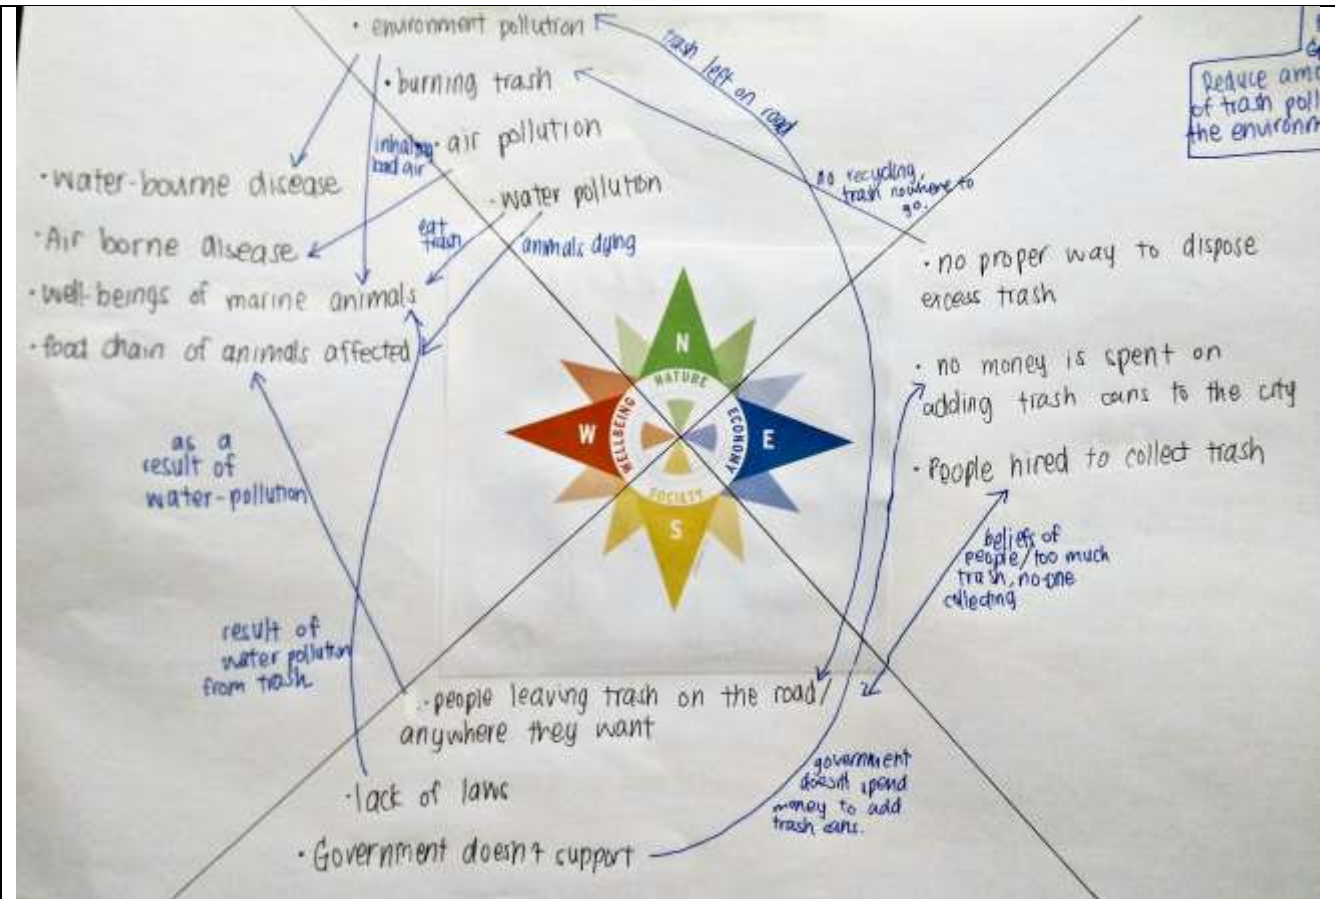 · environment pollution
· burning trash
· air pollution
· water pollution
trash left on road
inhaling
bad air
eat
trash
animals dying
no recycling,
trash nowhere to
go.
Reduce
of trash
the
· water-bourne disease
· Air borne disease
· well-beings of marine animals
· food chain of animals affected
· no proper way to dispose
excess trash
· no money is spent on
adding trash cans to the city
· People hired to collect trash
N
NATURE
W
WELLBEING
ECONOMY
E
SOCIETY
S
as a
result of
water-pollution
result of
water pollution
from trash
beliefs of
people/too much
trash, no-one
collecting
· people leaving trash on the road/
anywhere they want
· lack of laws
· Government doesn't support
government
doesn't spend
money to add
trash cans.